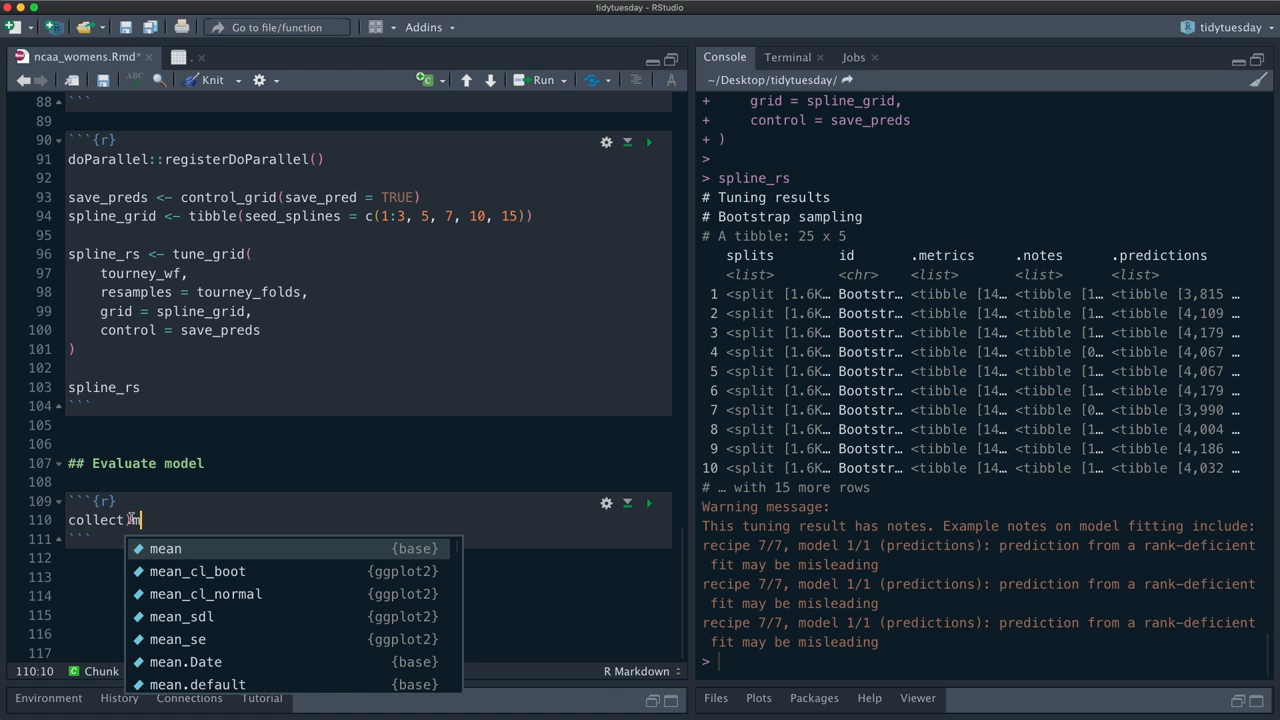 tidytuesday - RStudio
Go to file/function Addins tidytuesday
ncaa_womens.Rmd* .
ABC Knit Run
88 ```
89
90 ```{r}
91 doParallel::registerDoParallel()
92
93 save_preds <- control_grid(save_pred = TRUE)
94 spline_grid <- tibble(seed_splines = c(1:3, 5, 7, 10, 15))
95
96 spline_rs <- tune_grid(
97 tourney_wf,
98 resamples = tourney_folds,
99 grid = spline_grid,
100 control = save_preds
101 )
102
103 spline_rs
104 ```
105
106
107 ## Evaluate model
108
109 ```{r}
110 collect)m
111 ```
112
113
114
115
116
117
mean {base}
mean_cl_boot {ggplot2}
mean_cl_normal {ggplot2}
mean_sdl {ggplot2}
mean_se {ggplot2}
mean.Date {base}
mean.default {base}
110:10 Chunk R Markdown
Environment History Connections Tutorial
Console Terminal Jobs
~/Desktop/tidytuesday/
+ grid = spline_grid,
+ control = save_preds
+ )
>
> spline_rs
# Tuning results
# Bootstrap sampling
# A tibble: 25 x 5
splits id .metrics .notes .predictions
<list> <chr> <list> <list> <list>
1 <split [1.6K… Bootstr… <tibble [14… <tibble [1… <tibble [3,815 …
2 <split [1.6K… Bootstr… <tibble [14… <tibble [1… <tibble [4,109 …
3 <split [1.6K… Bootstr… <tibble [14… <tibble [1… <tibble [4,179 …
4 <split [1.6K… Bootstr… <tibble [14… <tibble [0… <tibble [4,067 …
5 <split [1.6K… Bootstr… <tibble [14… <tibble [1… <tibble [4,067 …
6 <split [1.6K… Bootstr… <tibble [14… <tibble [1… <tibble [4,179 …
7 <split [1.6K… Bootstr… <tibble [14… <tibble [0… <tibble [3,990 …
8 <split [1.6K… Bootstr… <tibble [14… <tibble [1… <tibble [4,004 …
9 <split [1.6K… Bootstr… <tibble [14… <tibble [1… <tibble [4,186 …
10 <split [1.6K… Bootstr… <tibble [14… <tibble [1… <tibble [4,032 …
# … with 15 more rows
Warning message:
This tuning result has notes. Example notes on model fitting include:
recipe 7/7, model 1/1 (predictions): prediction from a rank-deficient
fit may be misleading
recipe 7/7, model 1/1 (predictions): prediction from a rank-deficient
fit may be misleading
recipe 7/7, model 1/1 (predictions): prediction from a rank-deficient
fit may be misleading
>
Files Plots Packages Help Viewer